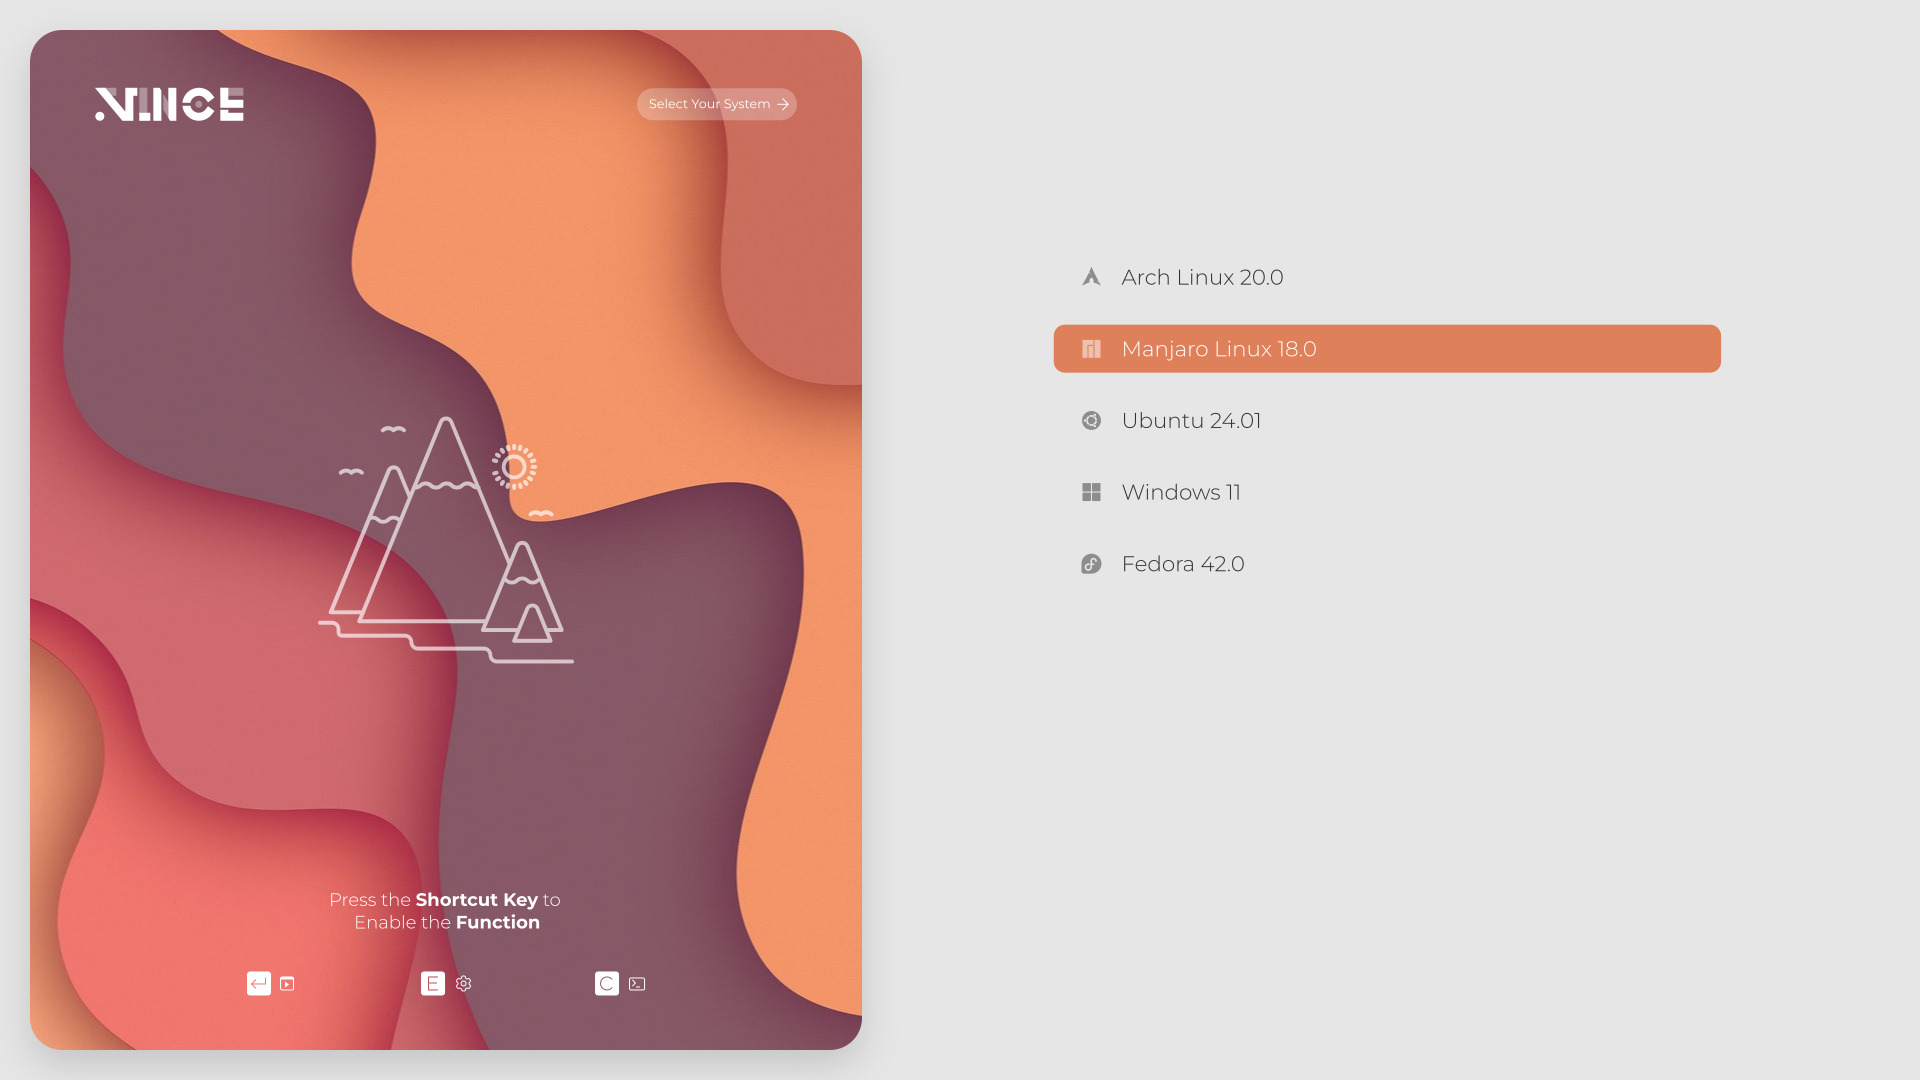 VINCE
Select Your System →
Arch Linux 20.0
Manjaro Linux 18.0
Ubuntu 24.01
Windows 11
Fedora 42.0
Press the Shortcut Key to
Enable the Function
E
C